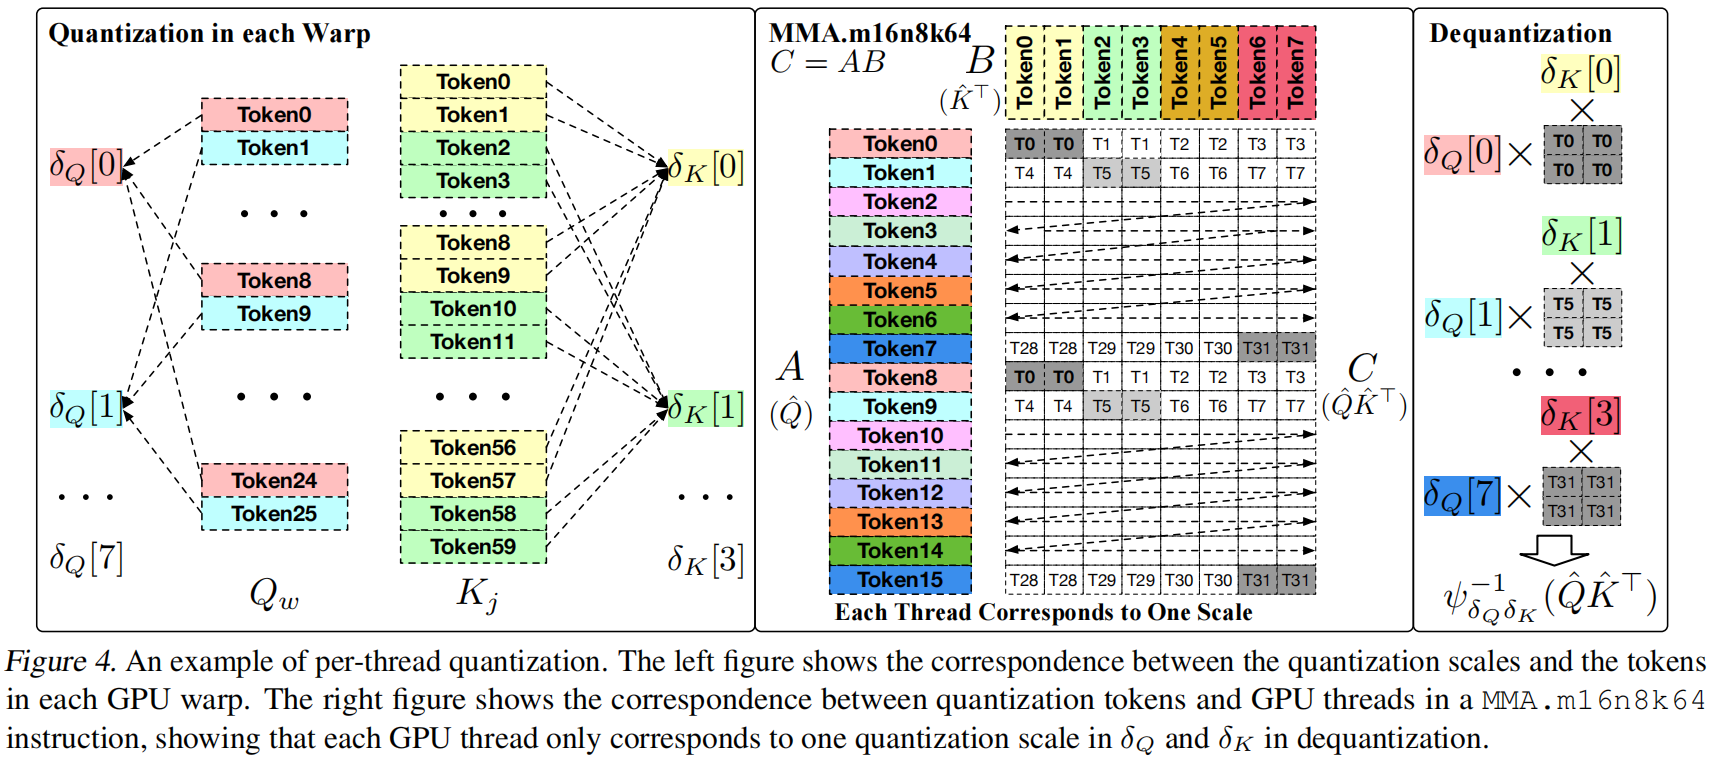 Quantization in each Warp
Token0
Token1
Token8
Token9
Token24
Token25
Q_w
Token0
Token1
Token2
Token3
Token8
Token9
Token10
Token11
Token56
Token57
Token58
Token59
K_j
δ_Q[0]
δ_Q[1]
δ_Q[7]
δ_K[0]
δ_K[1]
δ_K[3]
MMA.m16n8k64
C = AB
B
(K̂^⊤)
Token0 Token1 Token2 Token3 Token4 Token5 Token6 Token7
A
(Q̂)
Token0
Token1
Token2
Token3
Token4
Token5
Token6
Token7
Token8
Token9
Token10
Token11
Token12
Token13
Token14
Token15
T0 T0 T1 T1 T2 T2 T3 T3
T4 T4 T5 T5 T6 T6 T7 T7
T28 T28 T29 T29 T30 T30 T31 T31
T0 T0 T1 T1 T2 T2 T3 T3
T4 T4 T5 T5 T6 T6 T7 T7
T28 T28 T29 T29 T30 T30 T31 T31
C
(Q̂K̂^⊤)
Each Thread Corresponds to One Scale
Dequantization
δ_K[0]
×
δ_Q[0] × T0 T0
T0 T0
δ_K[1]
×
δ_Q[1] × T5 T5
T5 T5
δ_K[3]
×
δ_Q[7] × T31 T31
T31 T31
ψ^{-1}_{δ_Qδ_K}(Q̂K̂^⊤)
Figure 4. An example of per-thread quantization. The left figure shows the correspondence between the quantization scales and the tokens
in each GPU warp. The right figure shows the correspondence between quantization tokens and GPU threads in a MMA.m16n8k64
instruction, showing that each GPU thread only corresponds to one quantization scale in δ_Q and δ_K in dequantization.